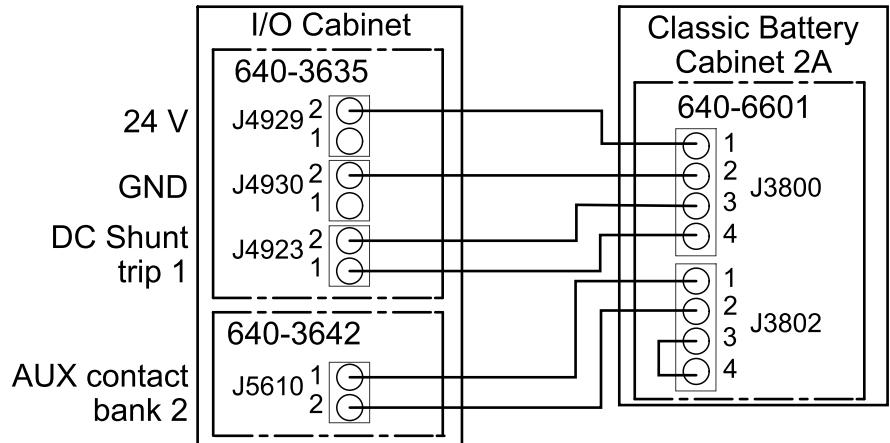 I/O Cabinet
640-3635
24 V
J4929
2
1
GND
J4930
2
1
DC Shunt
trip 1
J4923
2
1
640-3642
AUX contact
bank 2
J5610
1
2
Classic Battery
Cabinet 2A
640-6601
1
2
3
4
J3800
1
2
3
4
J3802